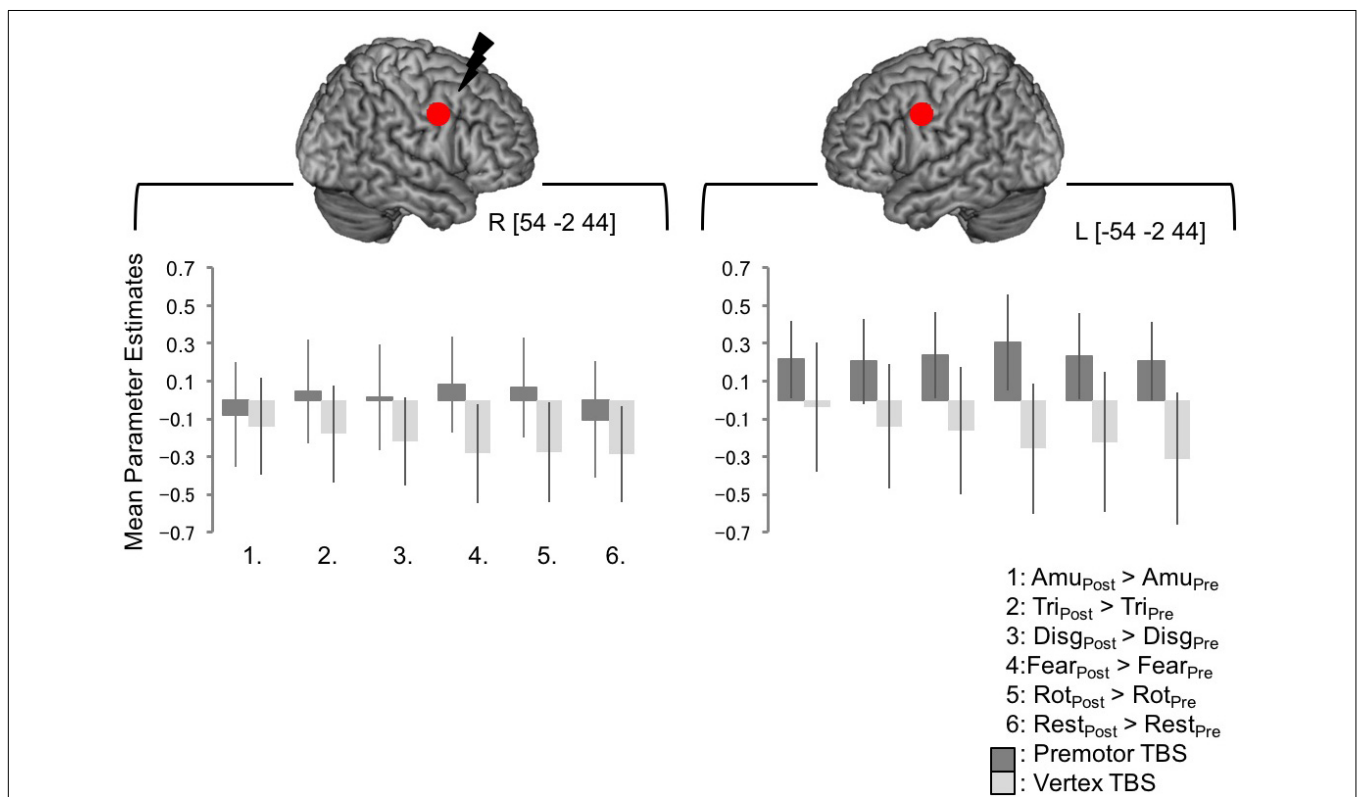 R [54 -2 44]
L [-54 -2 44]
Mean Parameter Estimates
0.7
0.5
0.3
0.1
−0.1
−0.3
−0.5
−0.7
1. 2. 3. 4. 5. 6.
0.7
0.5
0.3
0.1
−0.1
−0.3
−0.5
−0.7
1: AmuPost > AmuPre
2: TriPost > TriPre
3: DisgPost > DisgPre
4:FearPost > FearPre
5: RotPost > RotPre
6: RestPost > RestPre
: Premotor TBS
: Vertex TBS